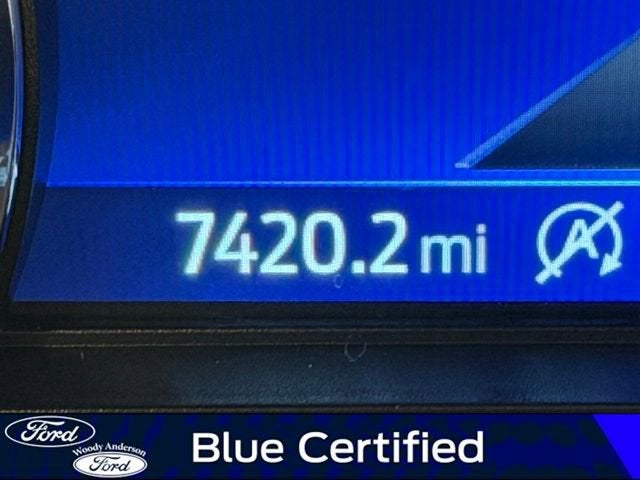 7420.2 mi
A
Ford
Woody Anderson
Ford
Blue Certified